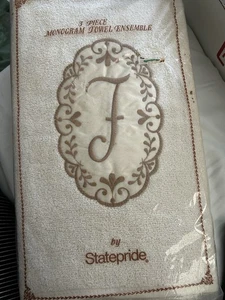 3 PIECE
MONOGRAM TOWEL ENSEMBLE
F
by
Statepride®